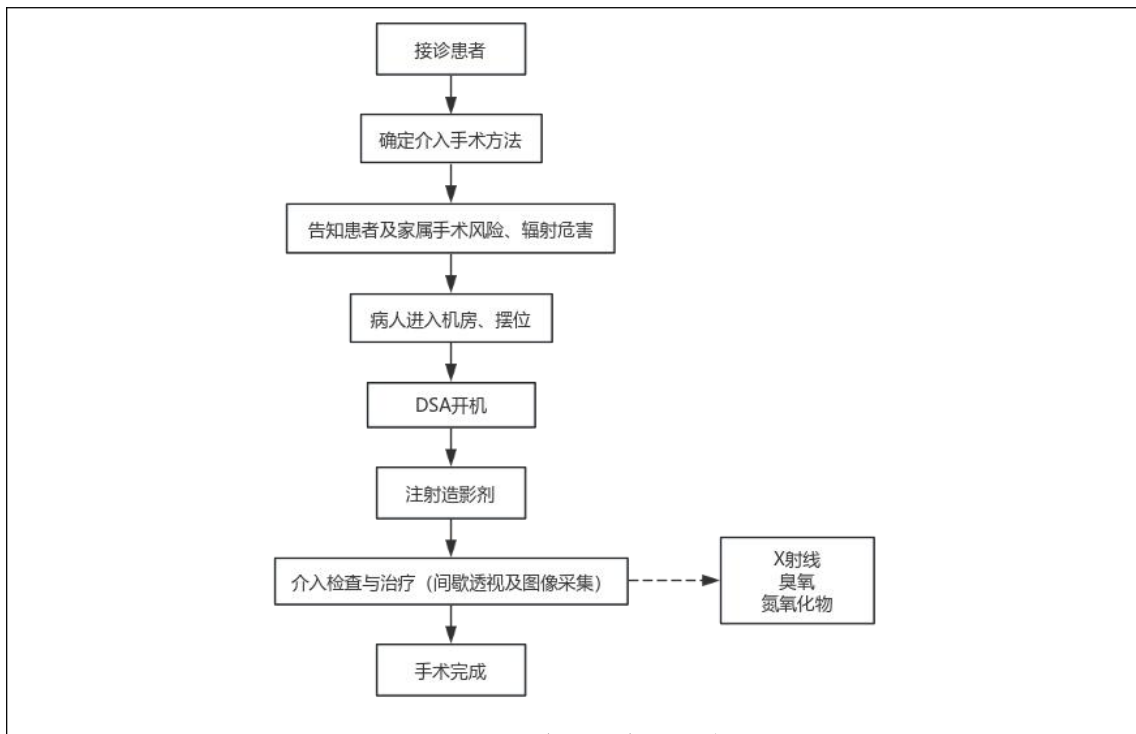 接诊患者
确定介入手术方法
告知患者及家属手术风险、辐射危害
病人进入机房、摆位
DSA开机
注射造影剂
介入检查与治疗（间歇透视及图像采集）
X射线
臭氧
氮氧化物
手术完成